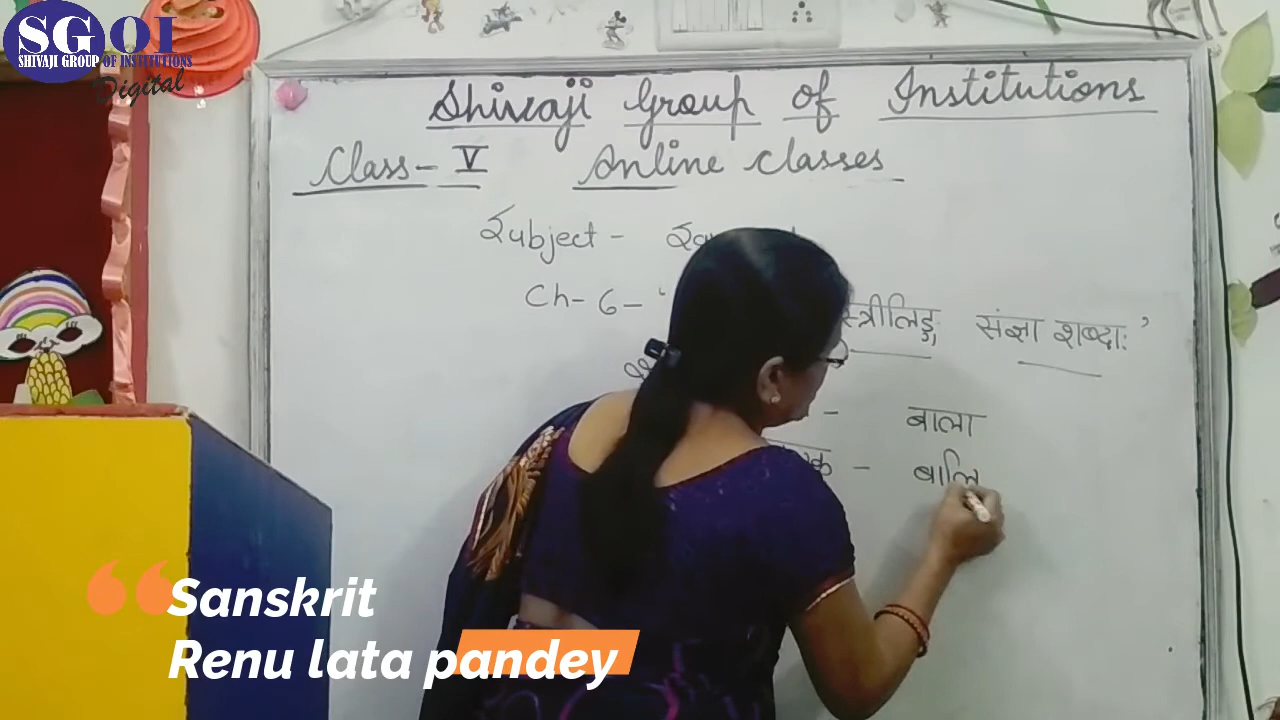 SGOI
SHIVAJI GROUP OF INSTITUTIONS
Digital
Shivaji Group of Institutions
Class - V Online classes
Subject -
Ch - 6 - ' स्त्रीलिङ्ग संज्ञा शब्दाः'
- बाला
- बालि
Sanskrit
Renu lata pandey